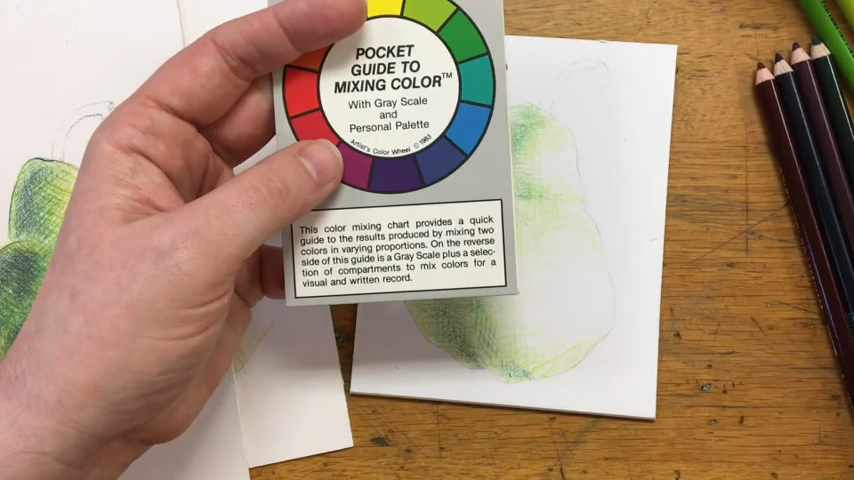 POCKET
GUIDE TO
MIXING COLOR™
With Gray Scale
and
Personal Palette
Artist's Color Wheel © 1983
This color mixing chart provides a quick
guide to the results produced by mixing two
colors in varying proportions. On the reverse
side of this guide is a Gray Scale plus a selec-
tion of compartments to mix colors for a
visual and written record.